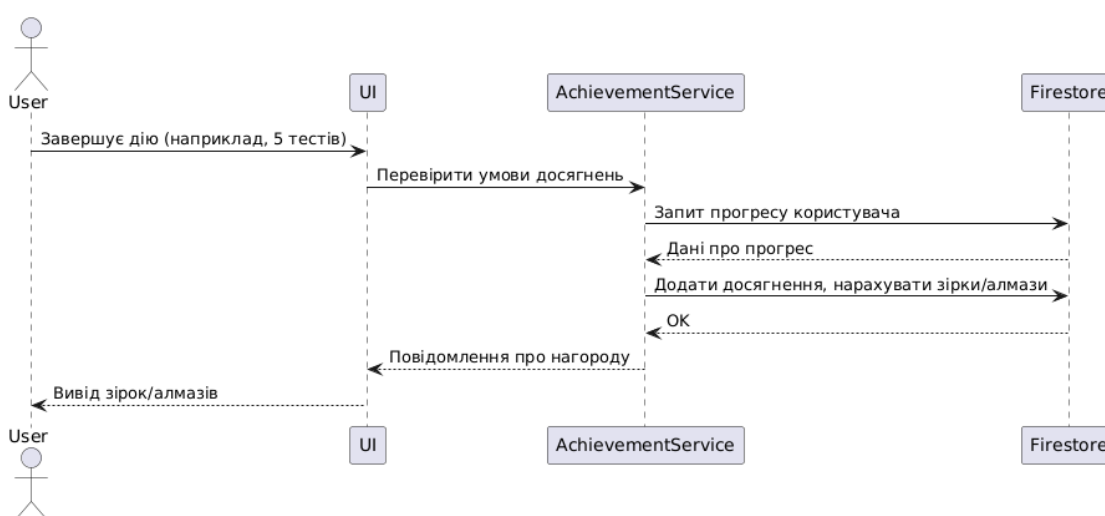 User
UI
AchievementService
Firestore
Завершує дію (наприклад, 5 тестів)
Перевірити умови досягнень
Запит прогресу користувача
Дані про прогрес
Додати досягнення, нарахувати зірки/алмази
OK
Повідомлення про нагороду
Вивід зірок/алмазів
User
UI
AchievementService
Firestore